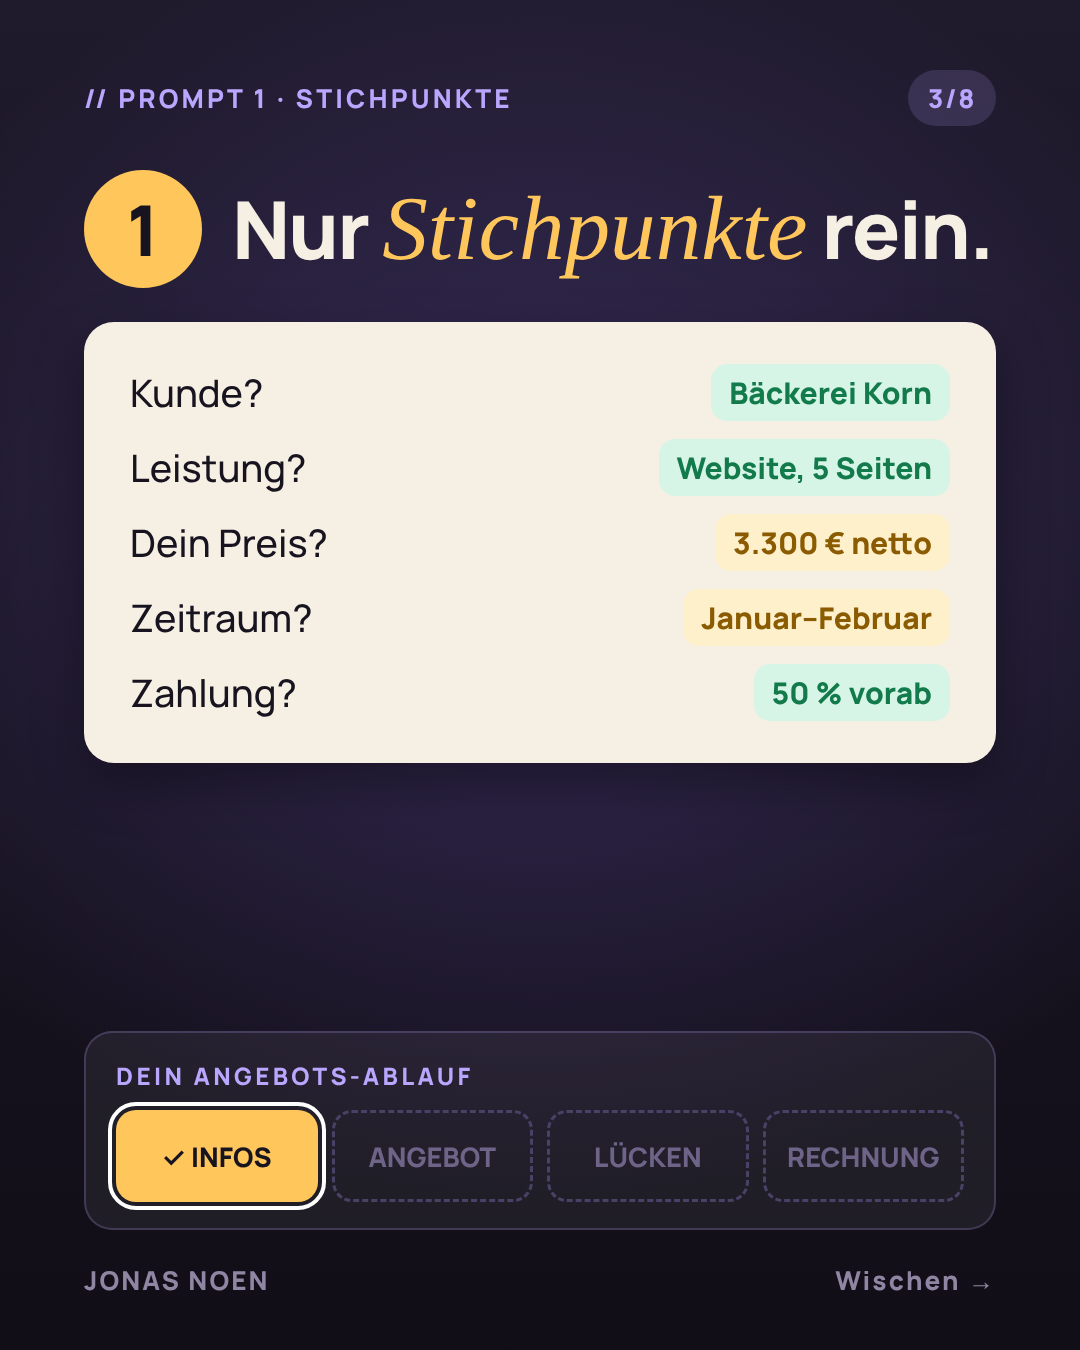 // PROMPT 1 · STICHPUNKTE
3/8
1
Nur Stichpunkte rein.
Kunde? Bäckerei Korn
Leistung? Website, 5 Seiten
Dein Preis? 3.300 € netto
Zeitraum? Januar–Februar
Zahlung? 50 % vorab
DEIN ANGEBOTS-ABLAUF
✓ INFOS ANGEBOT LÜCKEN RECHNUNG
JONAS NOEN
Wischen →